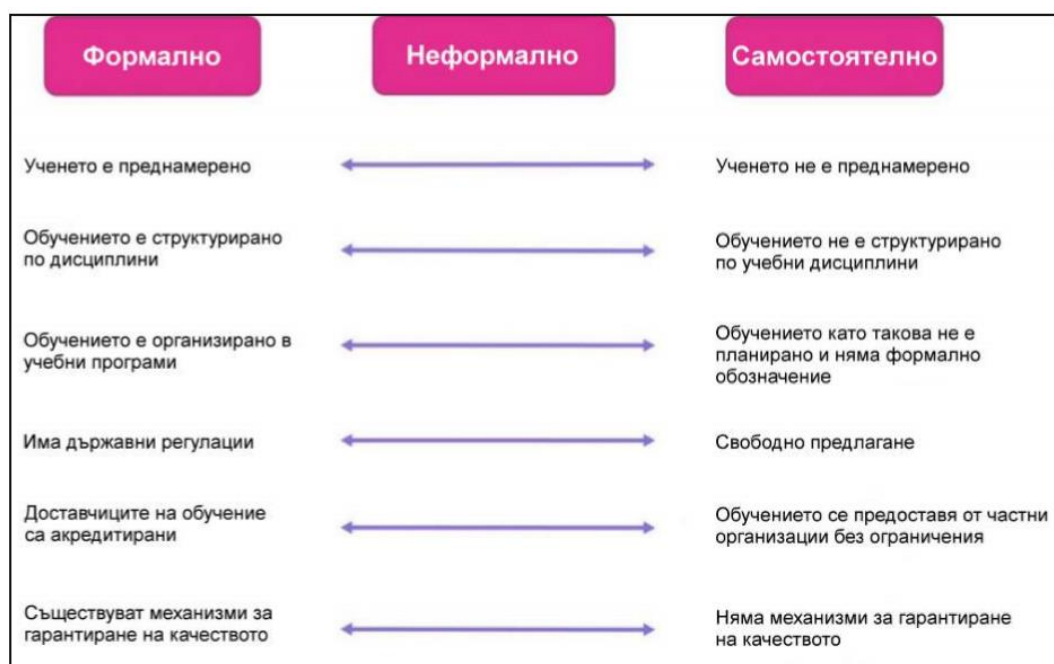 Формално
Неформално
Самостоятелно
Ученето е преднамерено
Ученето не е преднамерено
Обучението е структурирано
по дисциплини
Обучението не е структурирано
по учебни дисциплини
Обучението е организирано в
учебни програми
Обучението като такова не е
планирано и няма формално
обозначение
Има държавни регулации
Свободно предлагане
Доставчиците на обучение
са акредитирани
Обучението се предоставя от частни
организации без ограничения
Съществуват механизми за
гарантиране на качеството
Няма механизми за гарантиране
на качеството